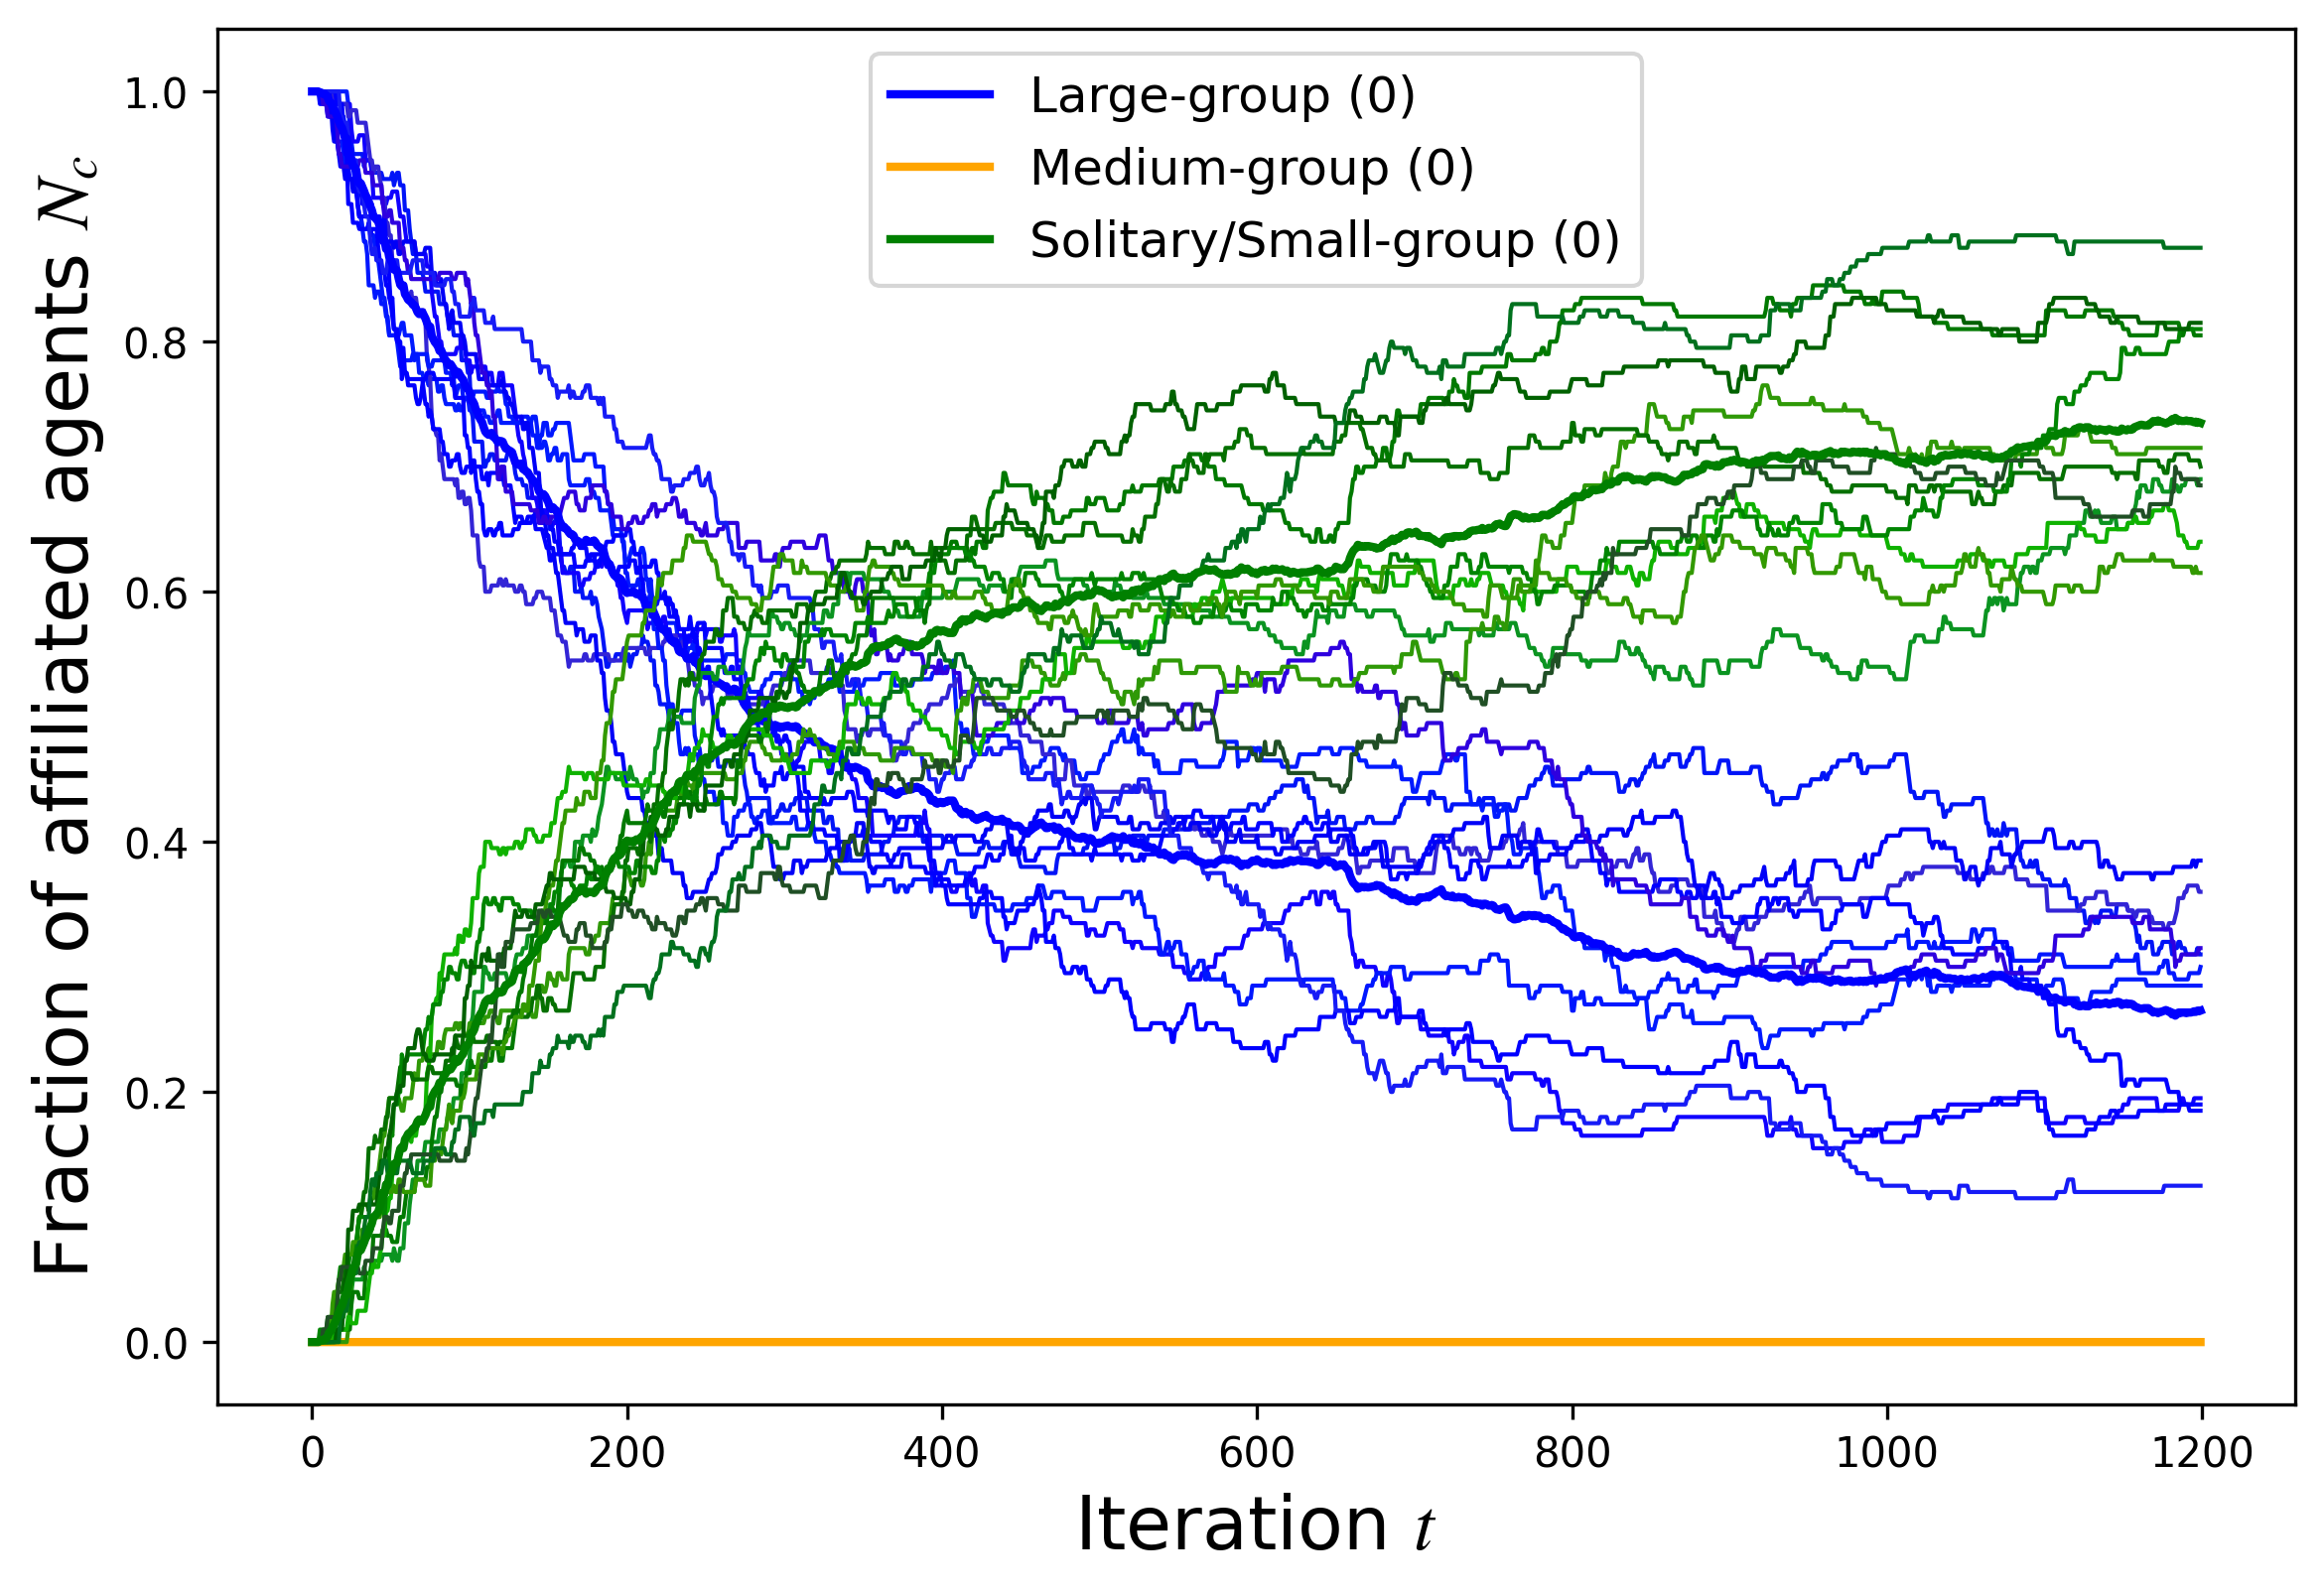 Large-group (0)
Medium-group (0)
Solitary/Small-group (0)
Fraction of affiliated agents N_c
1.0
0.8
0.6
0.4
0.2
0.0
0 200 400 600 800 1000 1200
Iteration t